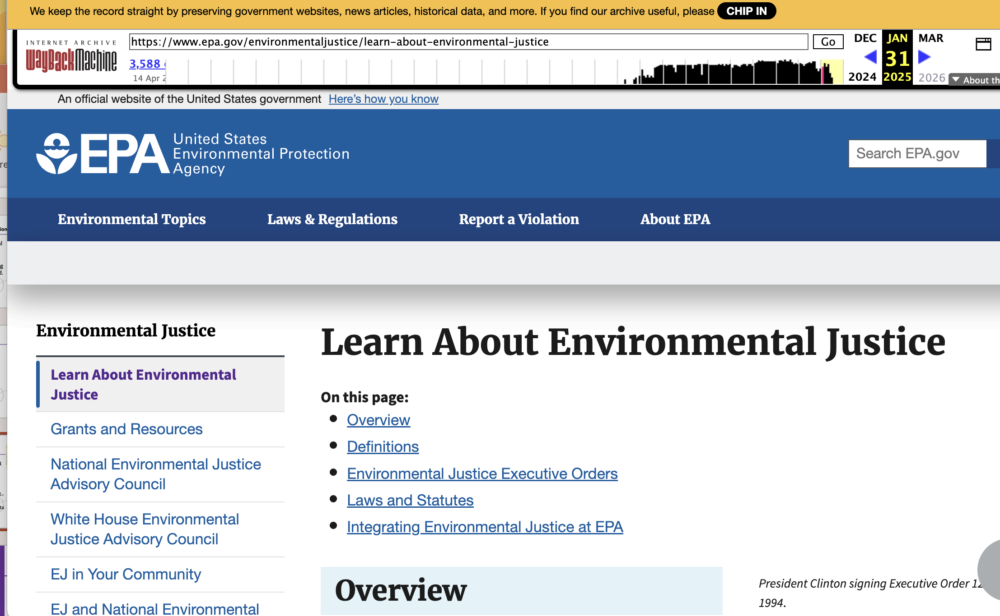 We keep the record straight by preserving government websites, news articles, historical data, and more. If you find our archive useful, please CHIP IN
INTERNET ARCHIVE
WayBackMachine
https://www.epa.gov/environmentaljustice/learn-about-environmental-justice
Go
DEC JAN MAR
3,588
31
14 Apr
2024 2025 2026
About
An official website of the United States government Here's how you know
EPA United States
Environmental Protection
Agency
Search EPA.gov
Environmental Topics Laws & Regulations Report a Violation About EPA
Environmental Justice
Learn About Environmental
Justice
Grants and Resources
National Environmental Justice
Advisory Council
White House Environmental
Justice Advisory Council
EJ in Your Community
EJ and National Environmental
Learn About Environmental Justice
On this page:
Overview
Definitions
Environmental Justice Executive Orders
Laws and Statutes
Integrating Environmental Justice at EPA
Overview
President Clinton signing Executive Order
1994.